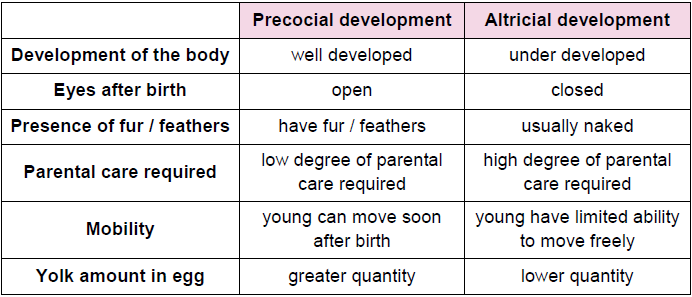 Precocial development Altricial development
Development of the body well developed under developed
Eyes after birth open closed
Presence of fur / feathers have fur / feathers usually naked
Parental care required low degree of parental care required high degree of parental care required
Mobility young can move soon after birth young have limited ability to move freely
Yolk amount in egg greater quantity lower quantity